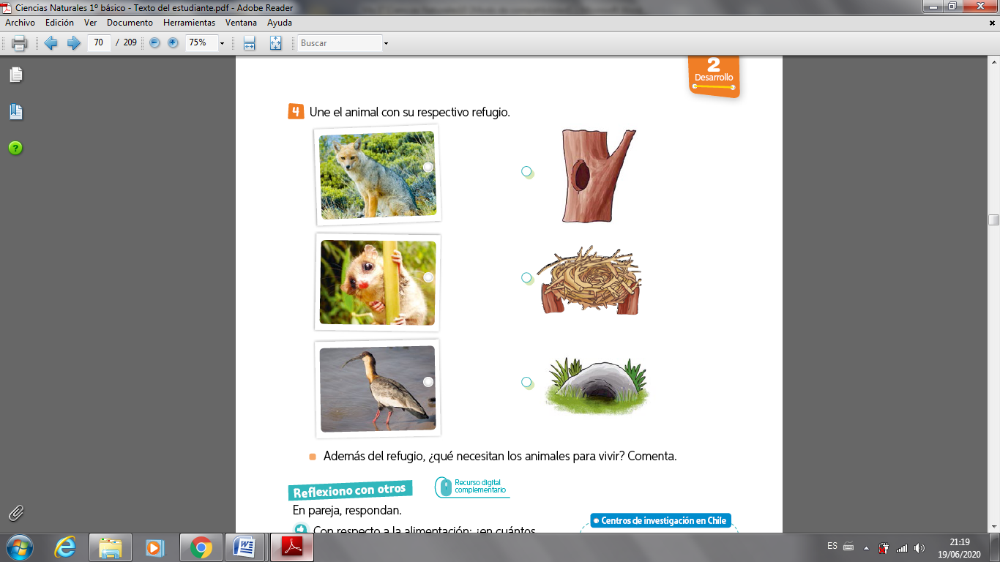 Ciencias Naturales 1º básico - Texto del estudiante.pdf - Adobe Reader
Archivo Edición Ver Documento Herramientas Ventana Ayuda
70 / 209 75% Buscar
2
Desarrollo
4 Une el animal con su respectivo refugio.
Además del refugio, ¿qué necesitan los animales para vivir? Comenta.
Reflexiono con otros
Recurso digital
complementario
En pareja, respondan.
Centros de investigación en Chile
Con respecto a la alimentación: ¿en cuántos
ES
21:19
19/06/2020